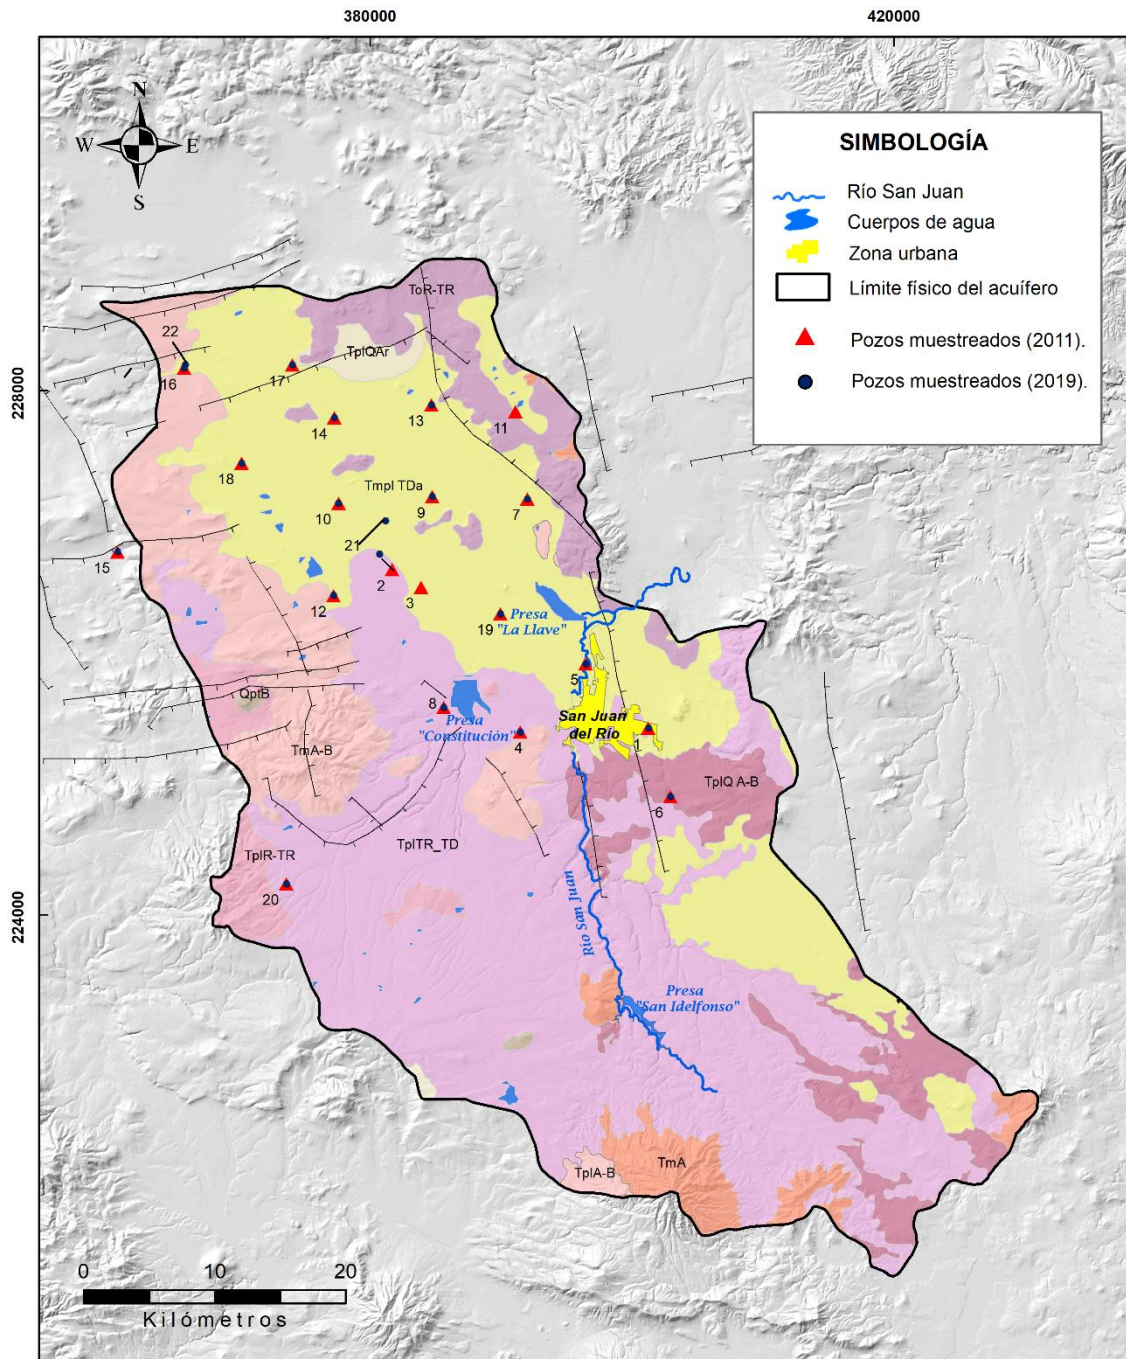 380000
420000
N
W
E
S
SIMBOLOGÍA
Río San Juan
Cuerpos de agua
Zona urbana
Límite físico del acuífero
Pozos muestreados (2011).
Pozos muestreados (2019).
228000
224000
ToR-TR
22
TplQAr
16
17
13
11
14
18
Tmpl TDa
10
9
7
21
15
2
3
12
19
Presa
"La Llave"
5
QptB
8
Presa
"Constitución"
San Juan
del Río
4
1
TmA-B
TplQ A-B
6
TplTR_TD
TplR-TR
20
Río San Juan
Presa
"San Idelfonso"
TplA-B
TmA
0
10
20
Kilómetros